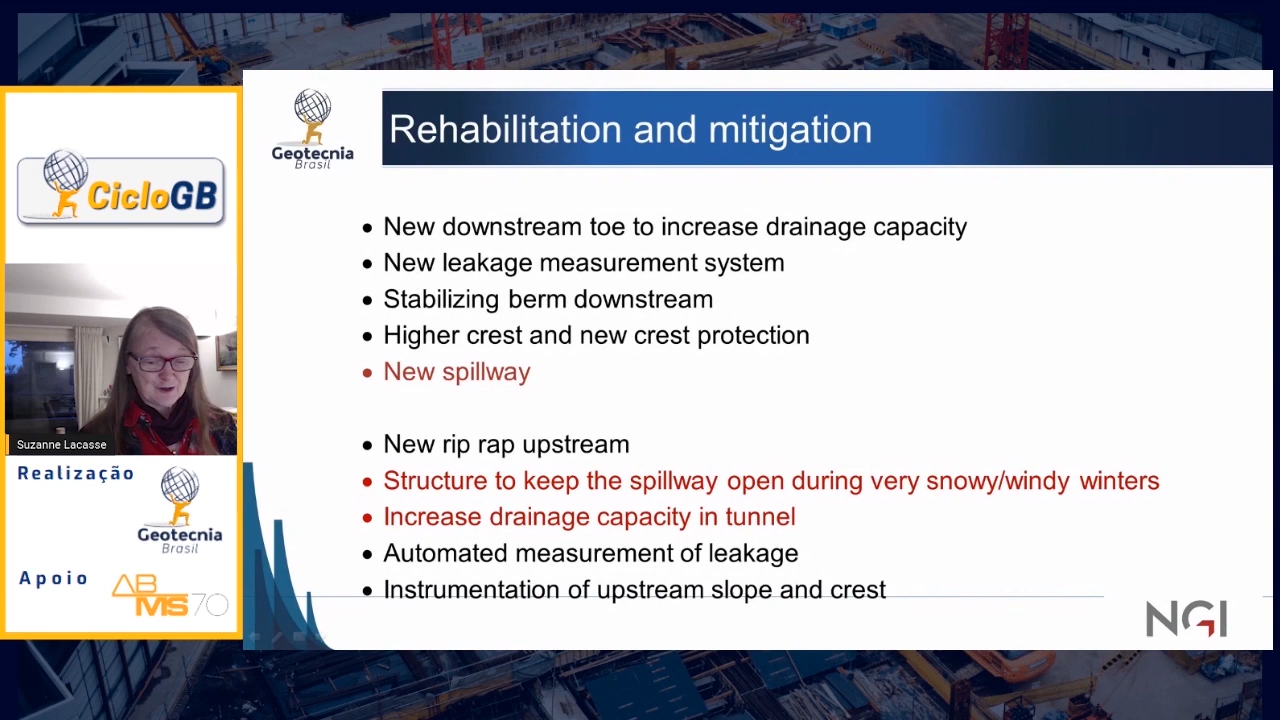 Geotecnia
Brasil
Rehabilitation and mitigation
CicloGB
• New downstream toe to increase drainage capacity
• New leakage measurement system
• Stabilizing berm downstream
• Higher crest and new crest protection
• New spillway
• New rip rap upstream
• Structure to keep the spillway open during very snowy/windy winters
• Increase drainage capacity in tunnel
• Automated measurement of leakage
• Instrumentation of upstream slope and crest
Suzanne Lacasse
Realização
Geotecnia
Brasil
Apoio
ABMS70
NGI